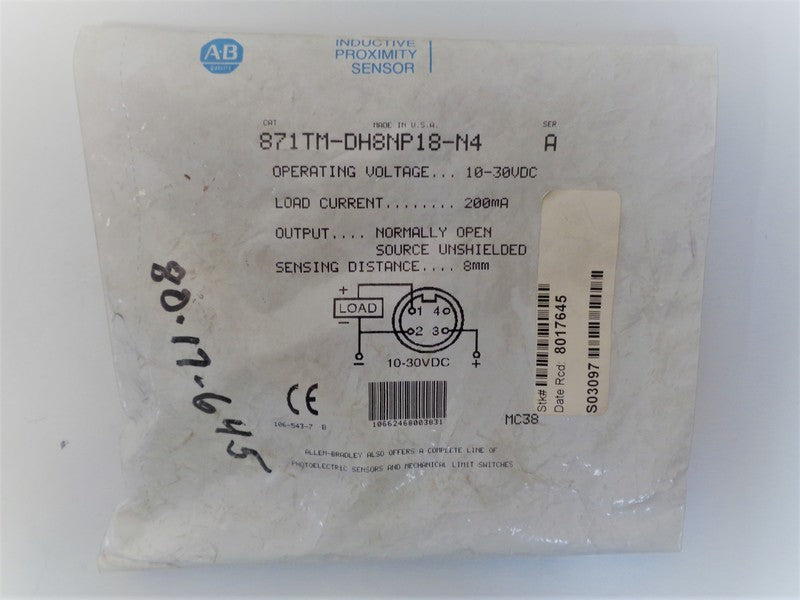 A-B
QUALITY
INDUCTIVE
PROXIMITY
SENSOR
CAT
MADE IN U.S.A.
SER
871TM-DH8NP18-N4 A
OPERATING VOLTAGE... 10-30VDC
LOAD CURRENT........ 200mA
OUTPUT.... NORMALLY OPEN
SOURCE UNSHIELDED
SENSING DISTANCE.... 8mm
+
LOAD
−
1 4
2 3
− 10-30VDC +
CE
106-543-7 B
10662468003831
MC38
ALLEN-BRADLEY ALSO OFFERS A COMPLETE LINE OF
PHOTOELECTRIC SENSORS AND MECHANICAL LIMIT SWITCHES
Stk#
Date Rcd. 8017645
S03097
80-17-645